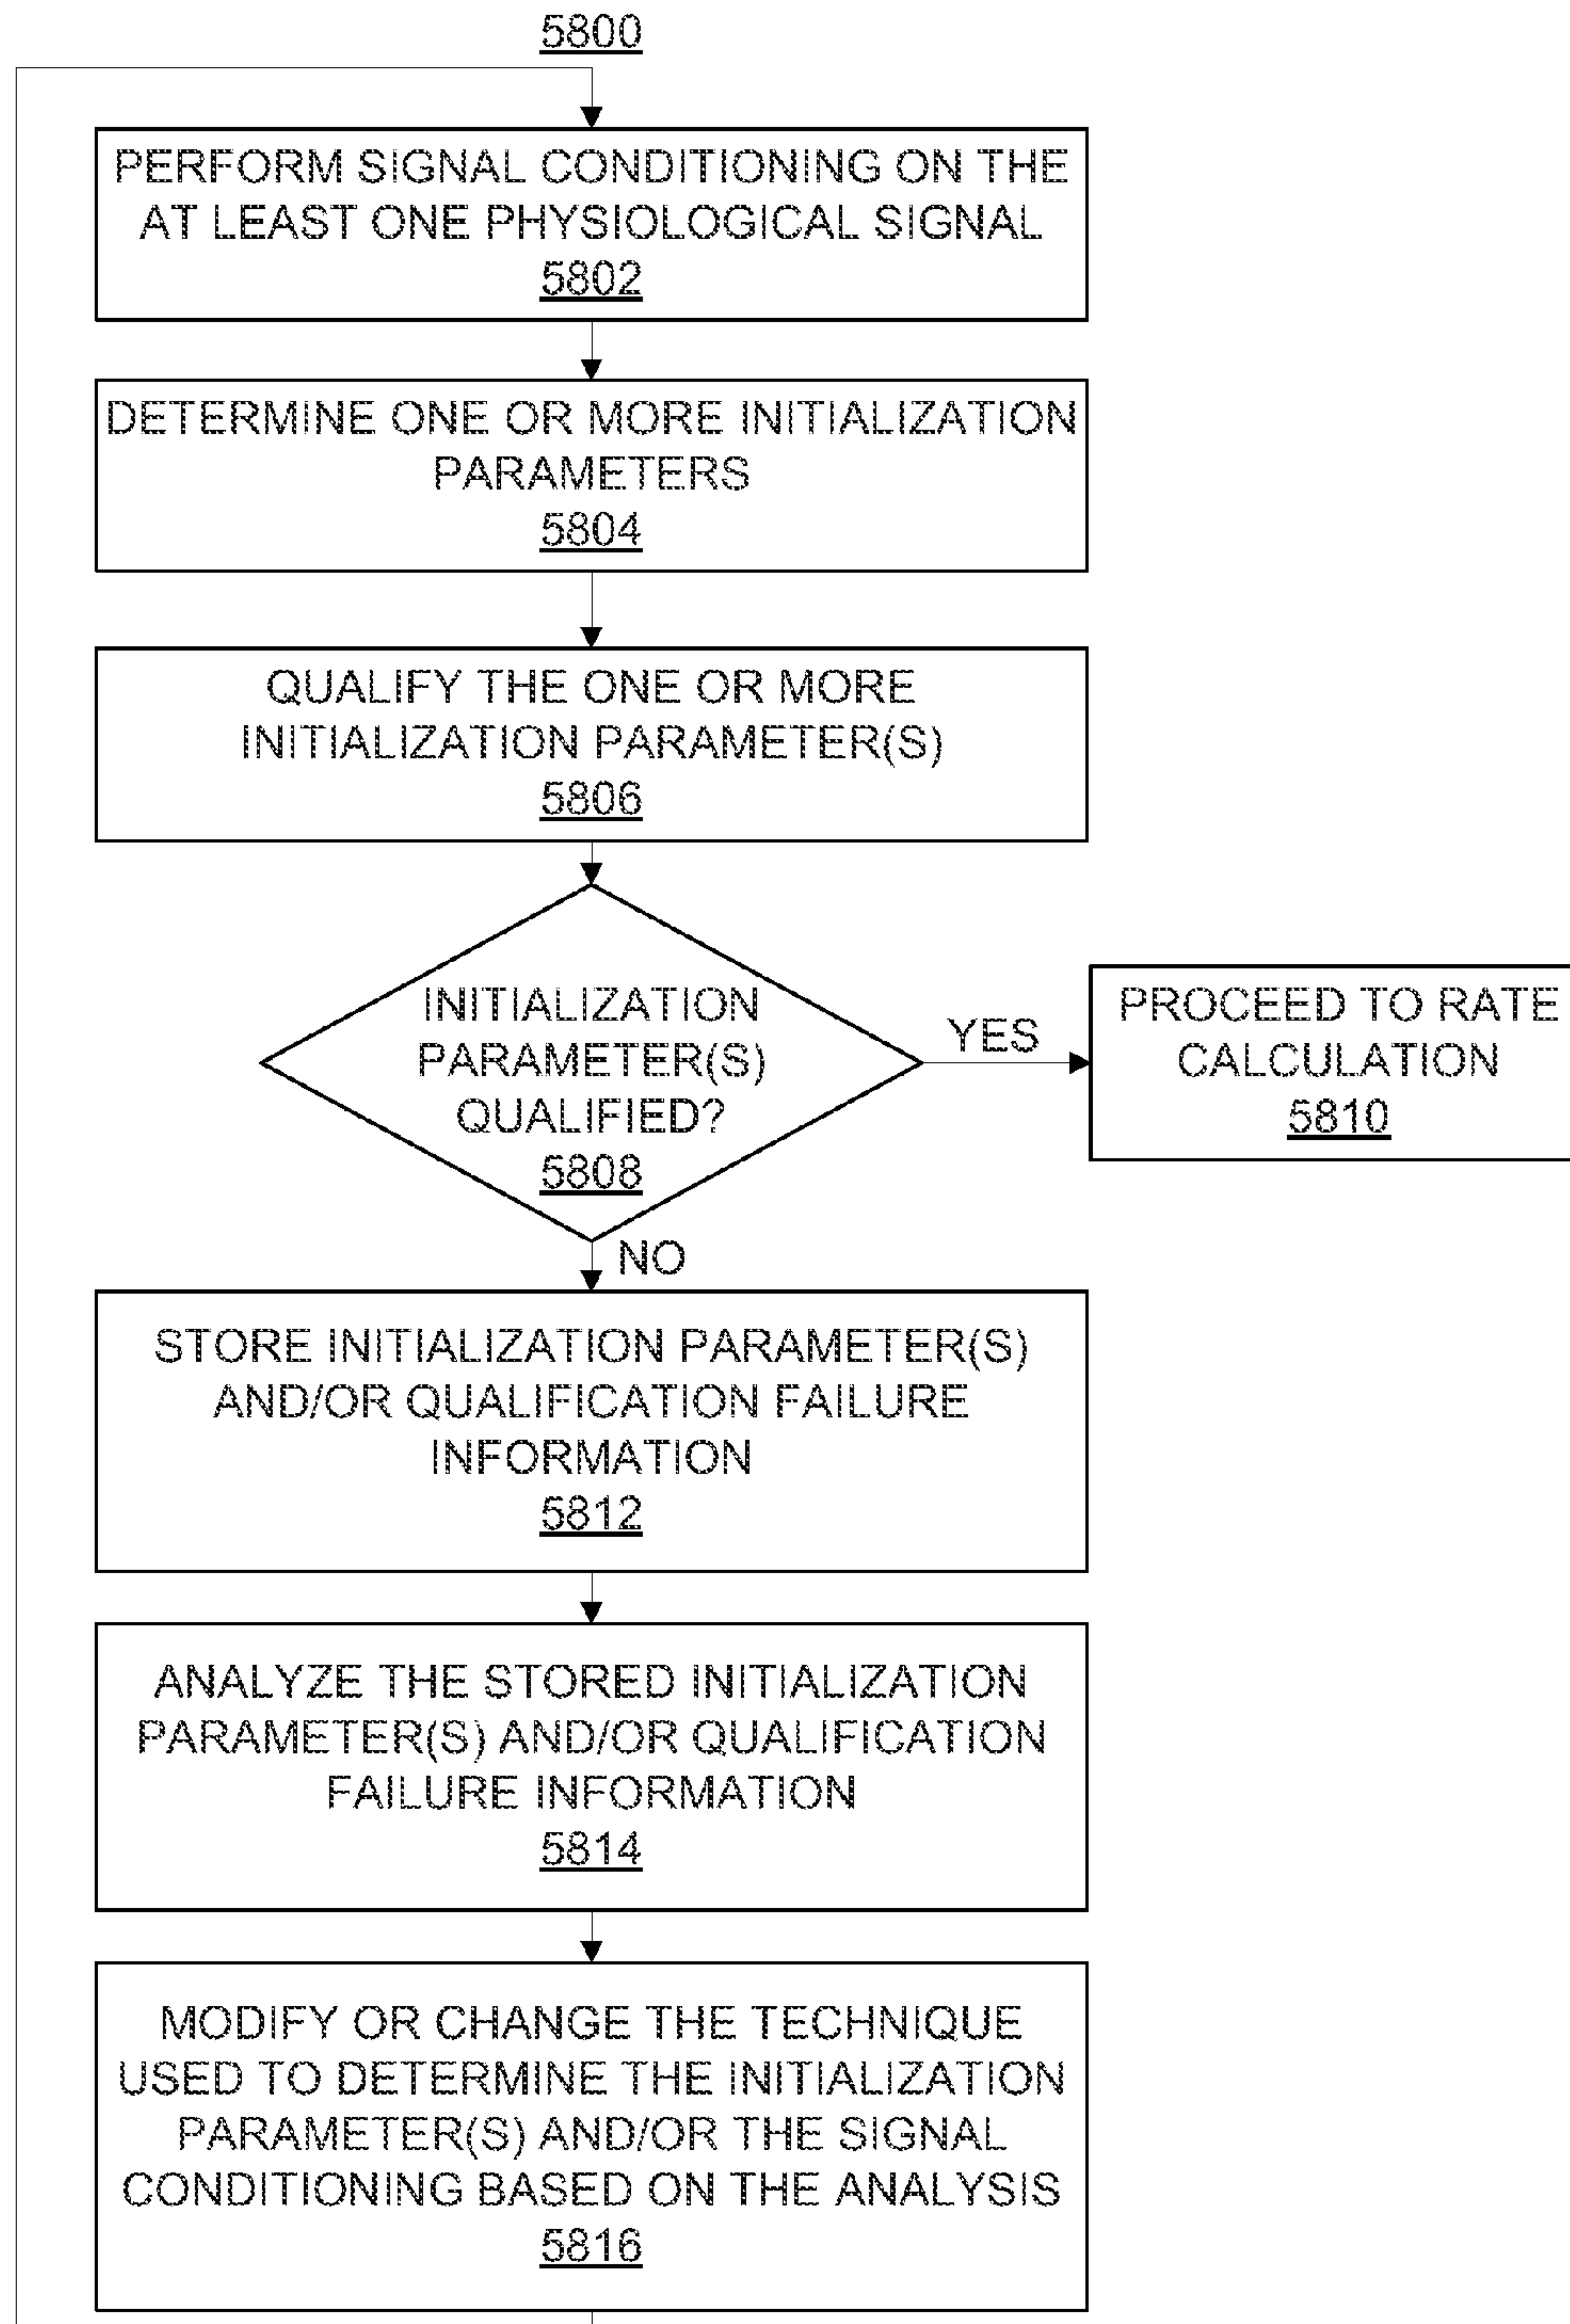 5800
PERFORM SIGNAL CONDITIONING ON THE
AT LEAST ONE PHYSIOLOGICAL SIGNAL
5802
DETERMINE ONE OR MORE INITIALIZATION
PARAMETERS
5804
QUALIFY THE ONE OR MORE
INITIALIZATION PARAMETER(S)
5806
INITIALIZATION
PARAMETER(S)
QUALIFIED?
5808
YES
PROCEED TO RATE
CALCULATION
5810
NO
STORE INITIALIZATION PARAMETER(S)
AND/OR QUALIFICATION FAILURE
INFORMATION
5812
ANALYZE THE STORED INITIALIZATION
PARAMETER(S) AND/OR QUALIFICATION
FAILURE INFORMATION
5814
MODIFY OR CHANGE THE TECHNIQUE
USED TO DETERMINE THE INITIALIZATION
PARAMETER(S) AND/OR THE SIGNAL
CONDITIONING BASED ON THE ANALYSIS
5816